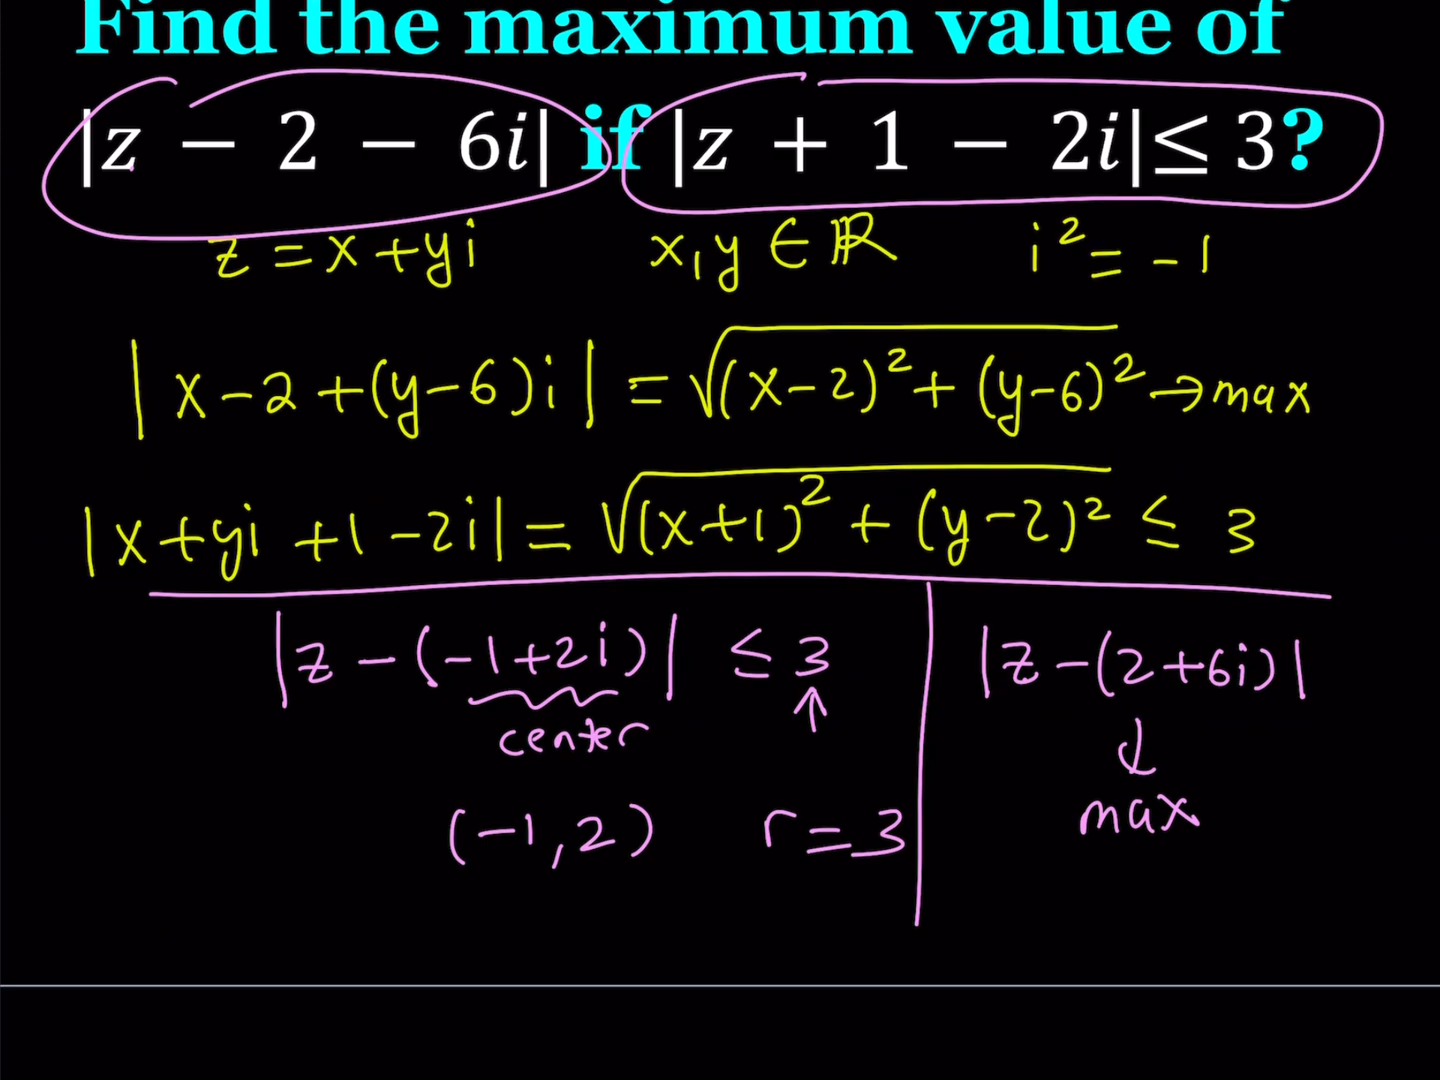 Find the maximum value of
|z − 2 − 6i| if |z + 1 − 2i|≤ 3?
z = x + yi x, y ∈ ℝ i² = -1
| x-2 + (y-6)i | = √((x-2)² + (y-6)²) → max
|x+yi +1 -2i| = √((x+1)² + (y-2)²) ≤ 3
|z - (-1+2i)| ≤ 3 |z-(2+6i)|
↑ ↓
center
max
(-1, 2) r = 3